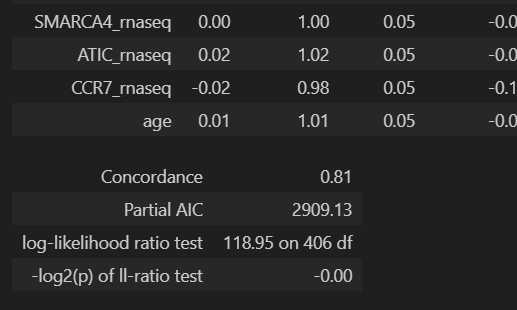 SMARCA4_rnaseq 0.00 1.00 0.05 -0.0
ATIC_rnaseq 0.02 1.02 0.05 -0.0
CCR7_rnaseq -0.02 0.98 0.05 -0.1
age 0.01 1.01 0.05 -0.0
Concordance 0.81
Partial AIC 2909.13
log-likelihood ratio test 118.95 on 406 df
-log2(p) of ll-ratio test -0.00